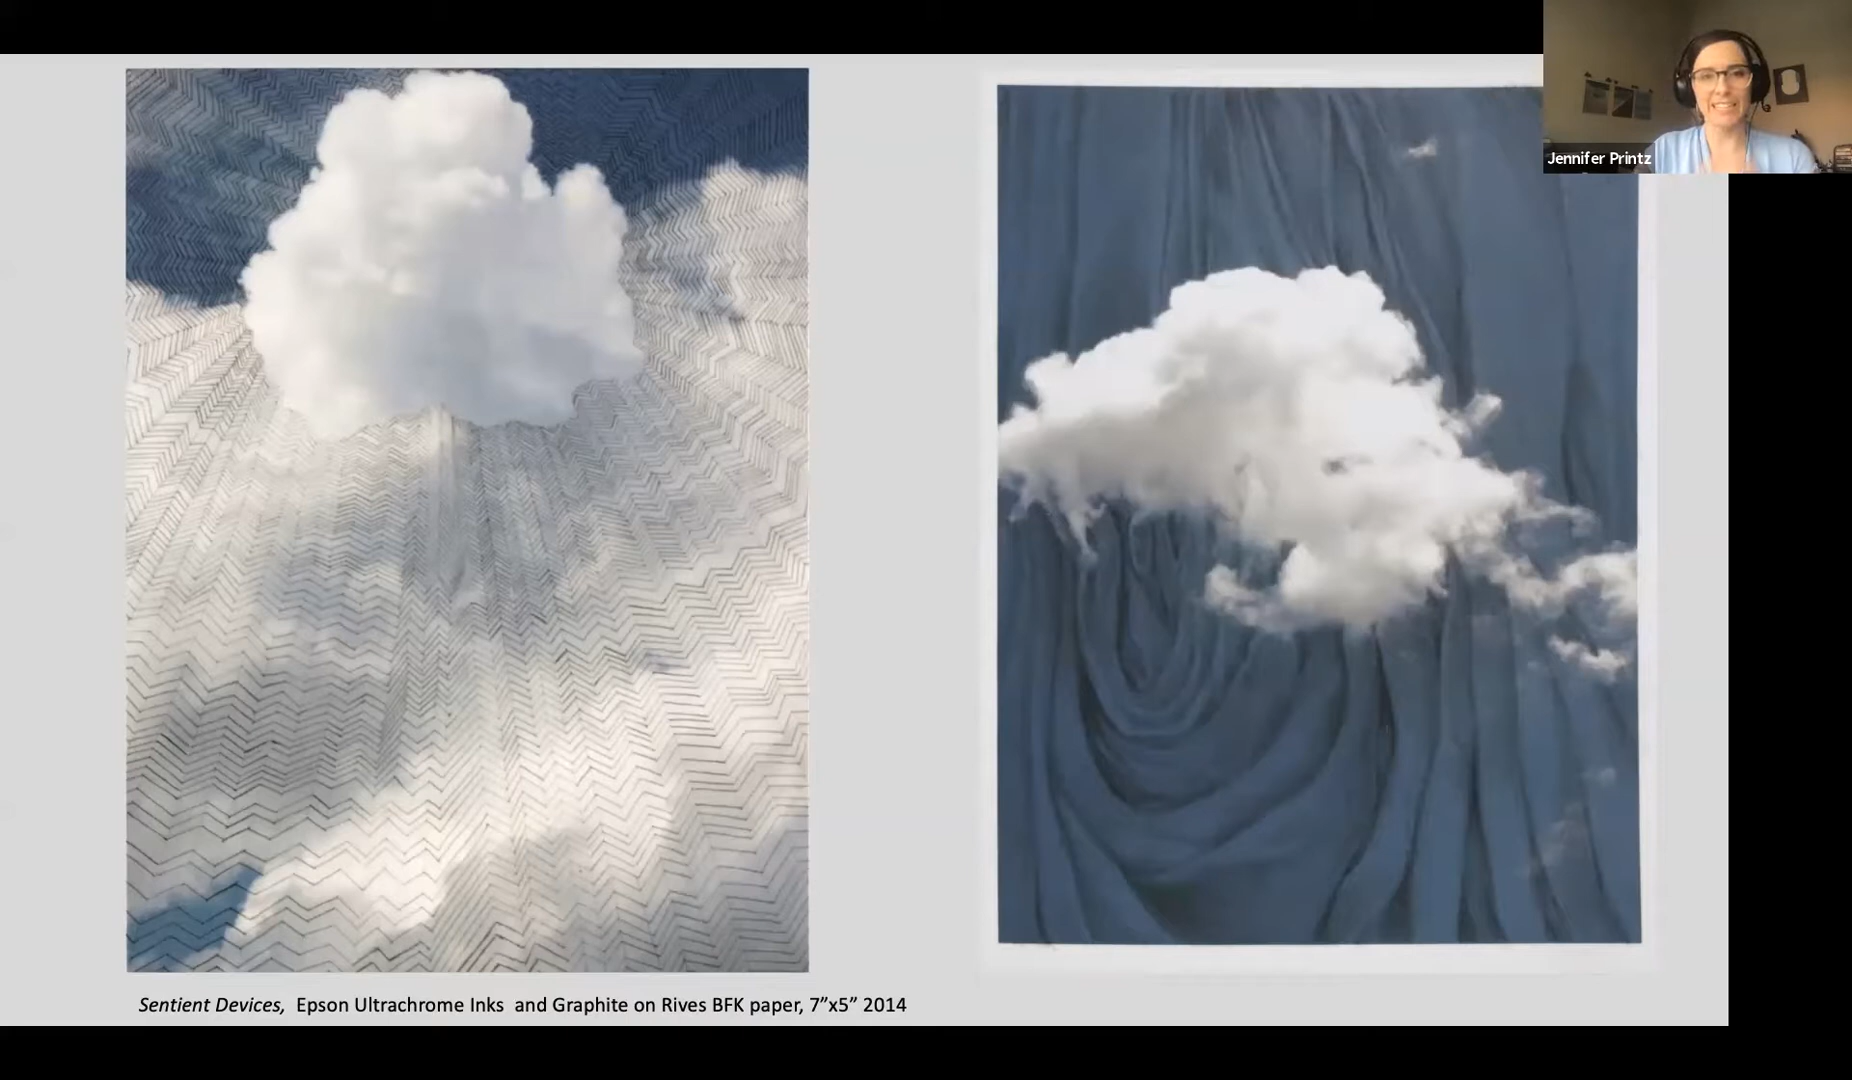 Jennifer Printz
Sentient Devices, Epson Ultrachrome Inks and Graphite on Rives BFK paper, 7”x5” 2014